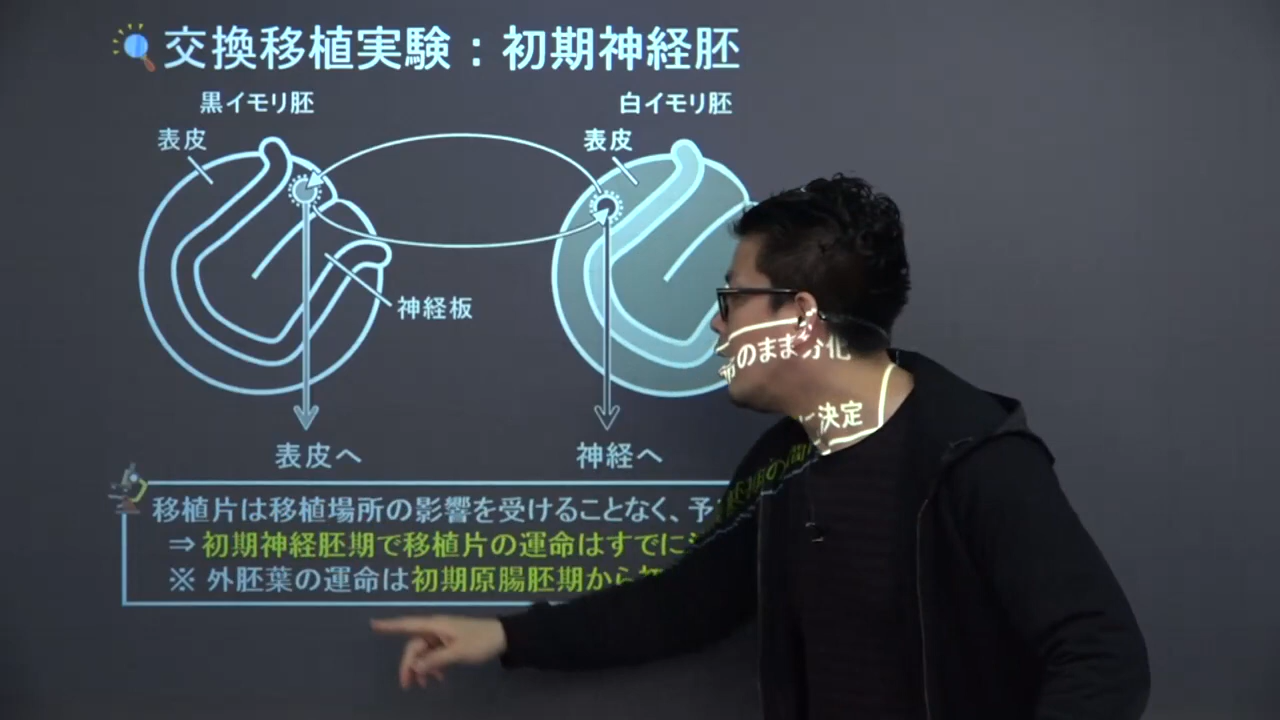 交換移植実験：初期神経胚
黒イモリ胚
白イモリ胚
表皮
表皮
神経板
表皮へ
神経へ
移植片は移植場所の影響を受けることなく、予
のまま分化
⇒ 初期神経胚期で移植片の運命はすでに
決定
※ 外胚葉の運命は初期原腸胚期から初
の間